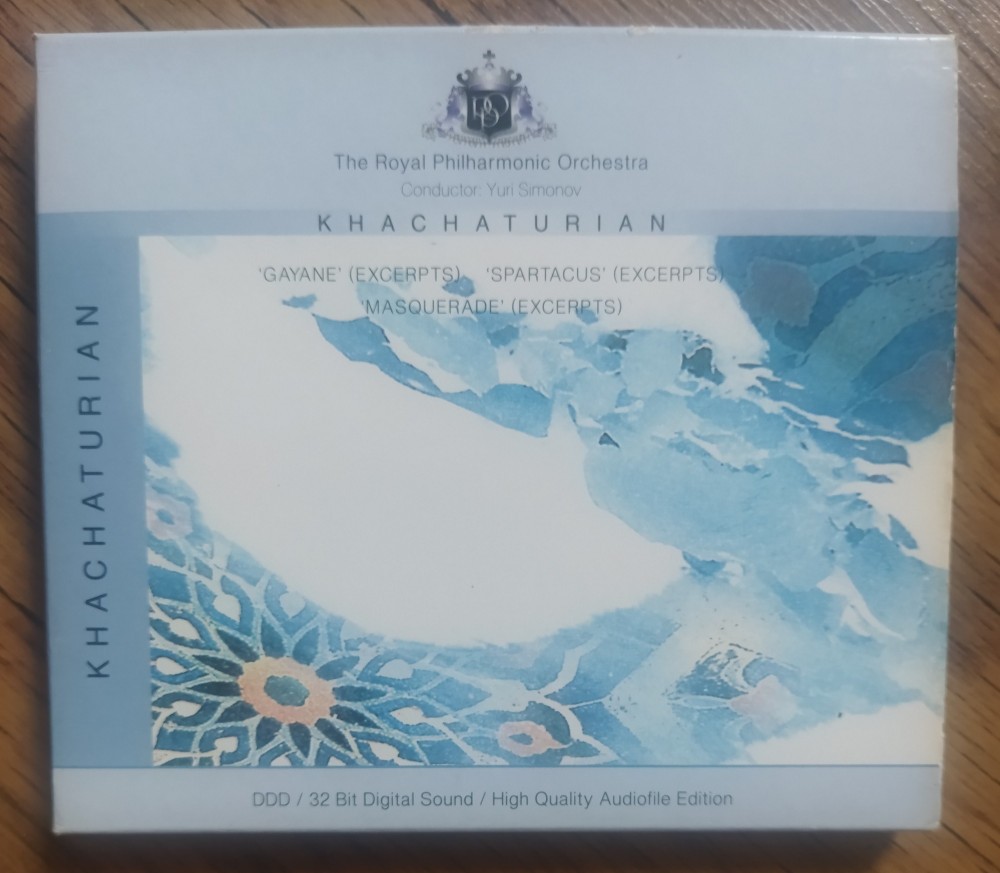 RPO
The Royal Philharmonic Orchestra
Conductor: Yuri Simonov
KHACHATURIAN
'GAYANE' (EXCERPTS) 'SPARTACUS' (EXCERPTS)
'MASQUERADE' (EXCERPTS)
KHACHATURIAN
DDD / 32 Bit Digital Sound / High Quality Audiofile Edition